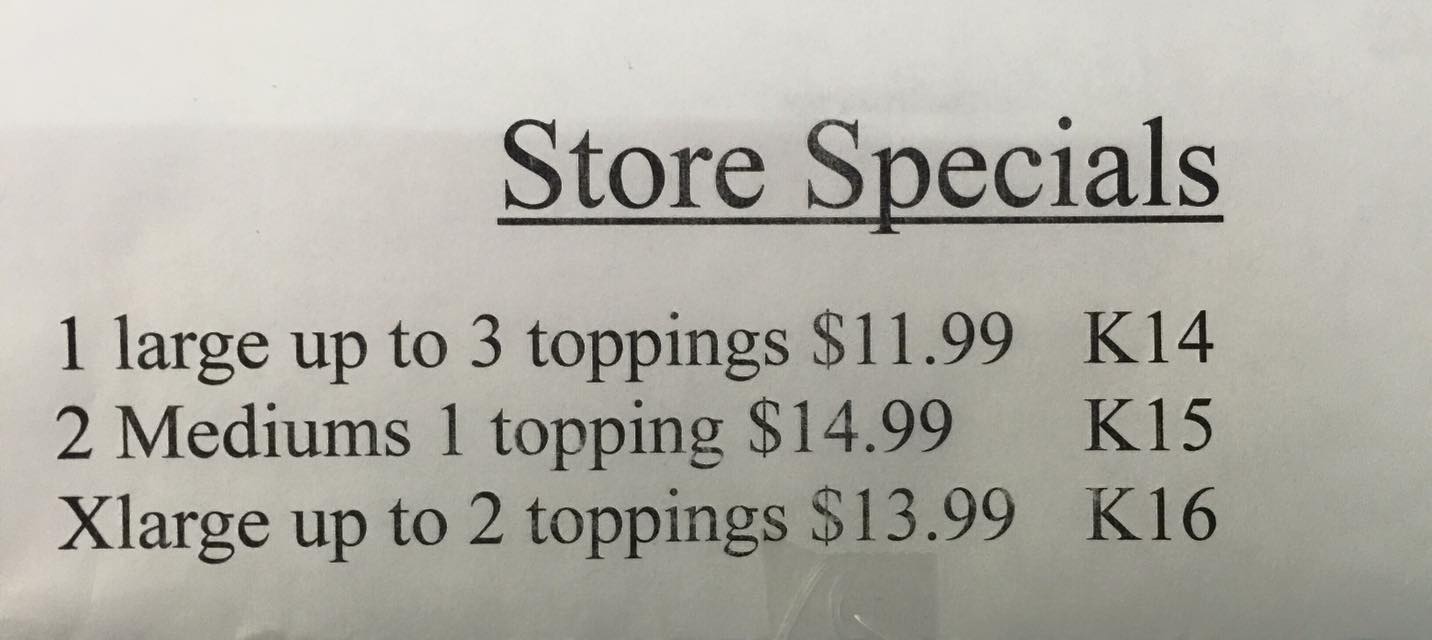 Store Specials
1 large up to 3 toppings $11.99 K14
2 Mediums 1 topping $14.99 K15
Xlarge up to 2 toppings $13.99 K16